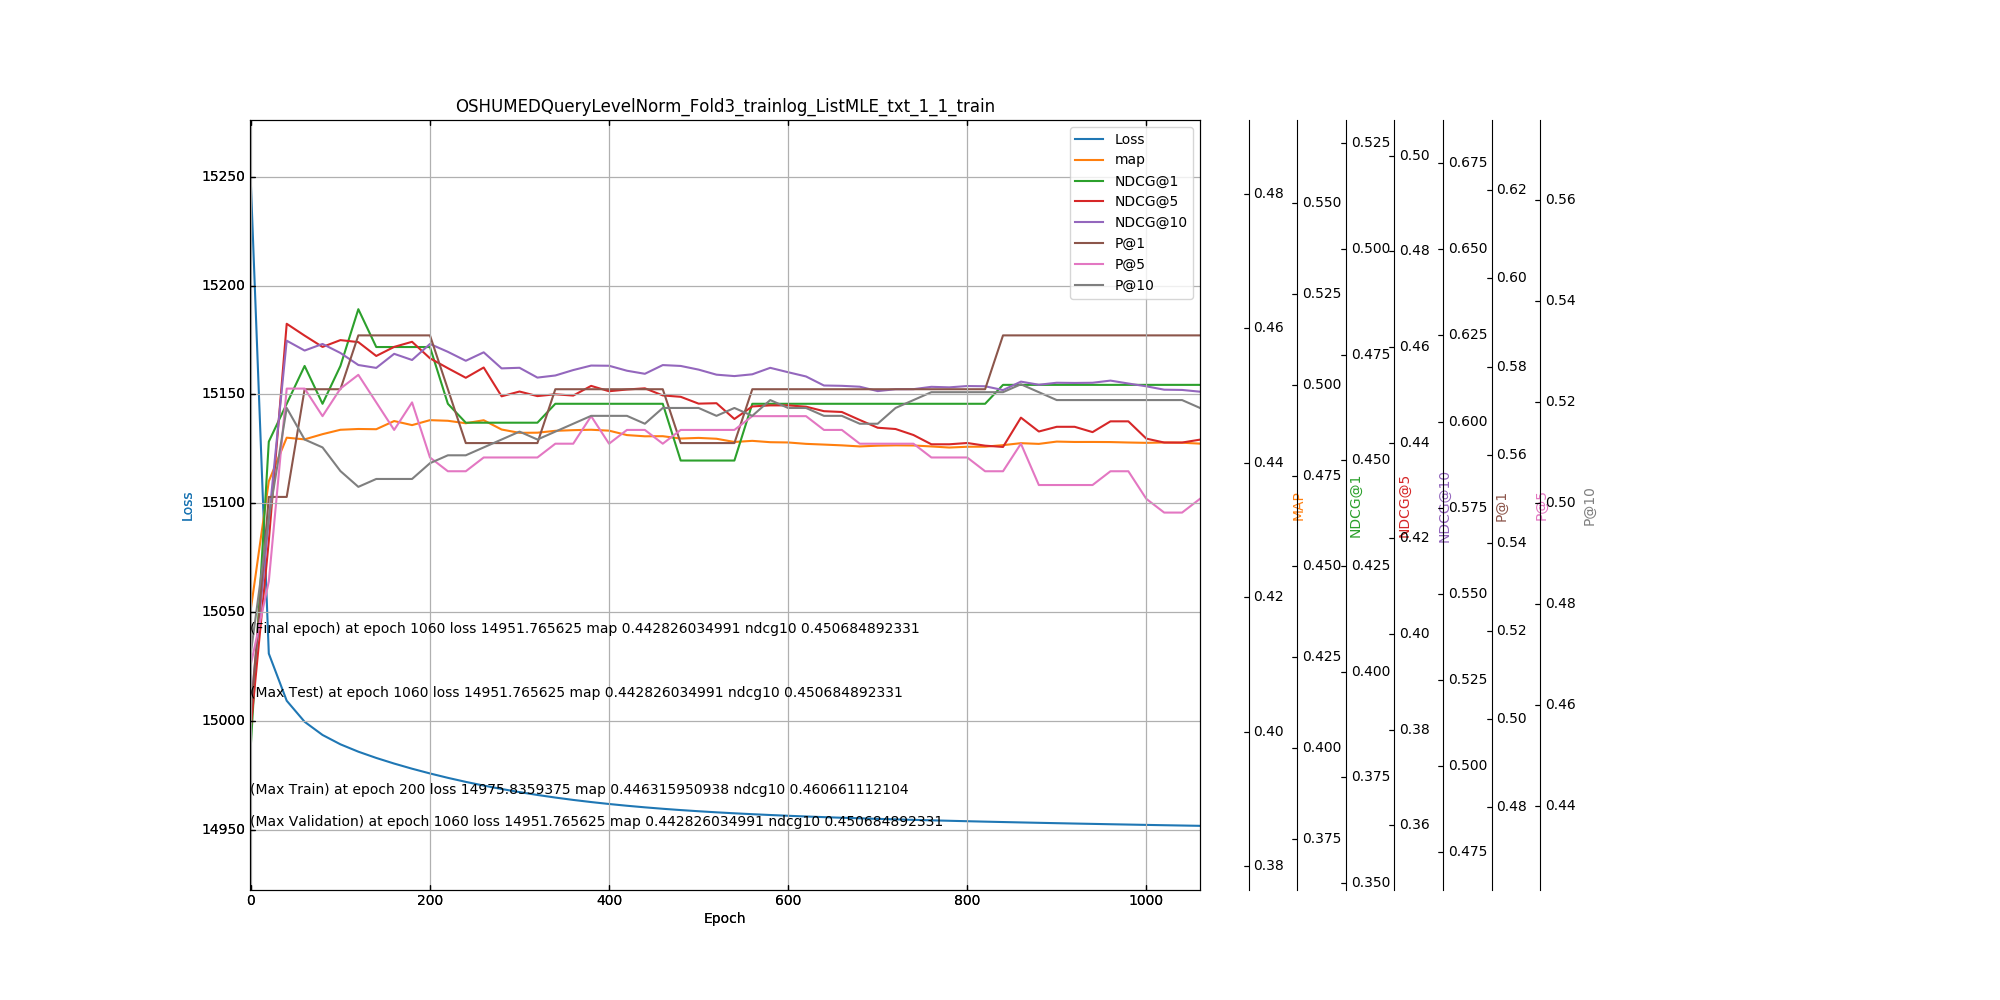 OSHUMEDQueryLevelNorm_Fold3_trainlog_ListMLE_txt_1_1_train
Loss
map
NDCG@1
NDCG@5
NDCG@10
P@1
P@5
P@10
15250
15200
15150
15100
15050
15000
14950
Loss
(Final epoch) at epoch 1060 loss 14951.765625 map 0.442826034991 ndcg10 0.450684892331
(Max Test) at epoch 1060 loss 14951.765625 map 0.442826034991 ndcg10 0.450684892331
(Max Train) at epoch 200 loss 14975.8359375 map 0.446315950938 ndcg10 0.460661112104
(Max Validation) at epoch 1060 loss 14951.765625 map 0.442826034991 ndcg10 0.450684892331
0 200 400 600 800 1000
Epoch
0.48
0.46
0.44
0.42
0.40
0.38
MAP
0.550
0.525
0.500
0.475
0.450
0.425
0.400
0.375
NDCG@1
0.525
0.500
0.475
0.450
0.425
0.400
0.375
0.350
NDCG@5
0.50
0.48
0.46
0.44
0.42
0.40
0.38
0.36
NDCG@10
0.675
0.650
0.625
0.600
0.575
0.550
0.525
0.500
0.475
P@1
0.62
0.60
0.58
0.56
0.54
0.52
0.50
0.48
P@5
0.56
0.54
0.52
0.50
0.48
0.46
0.44
P@10